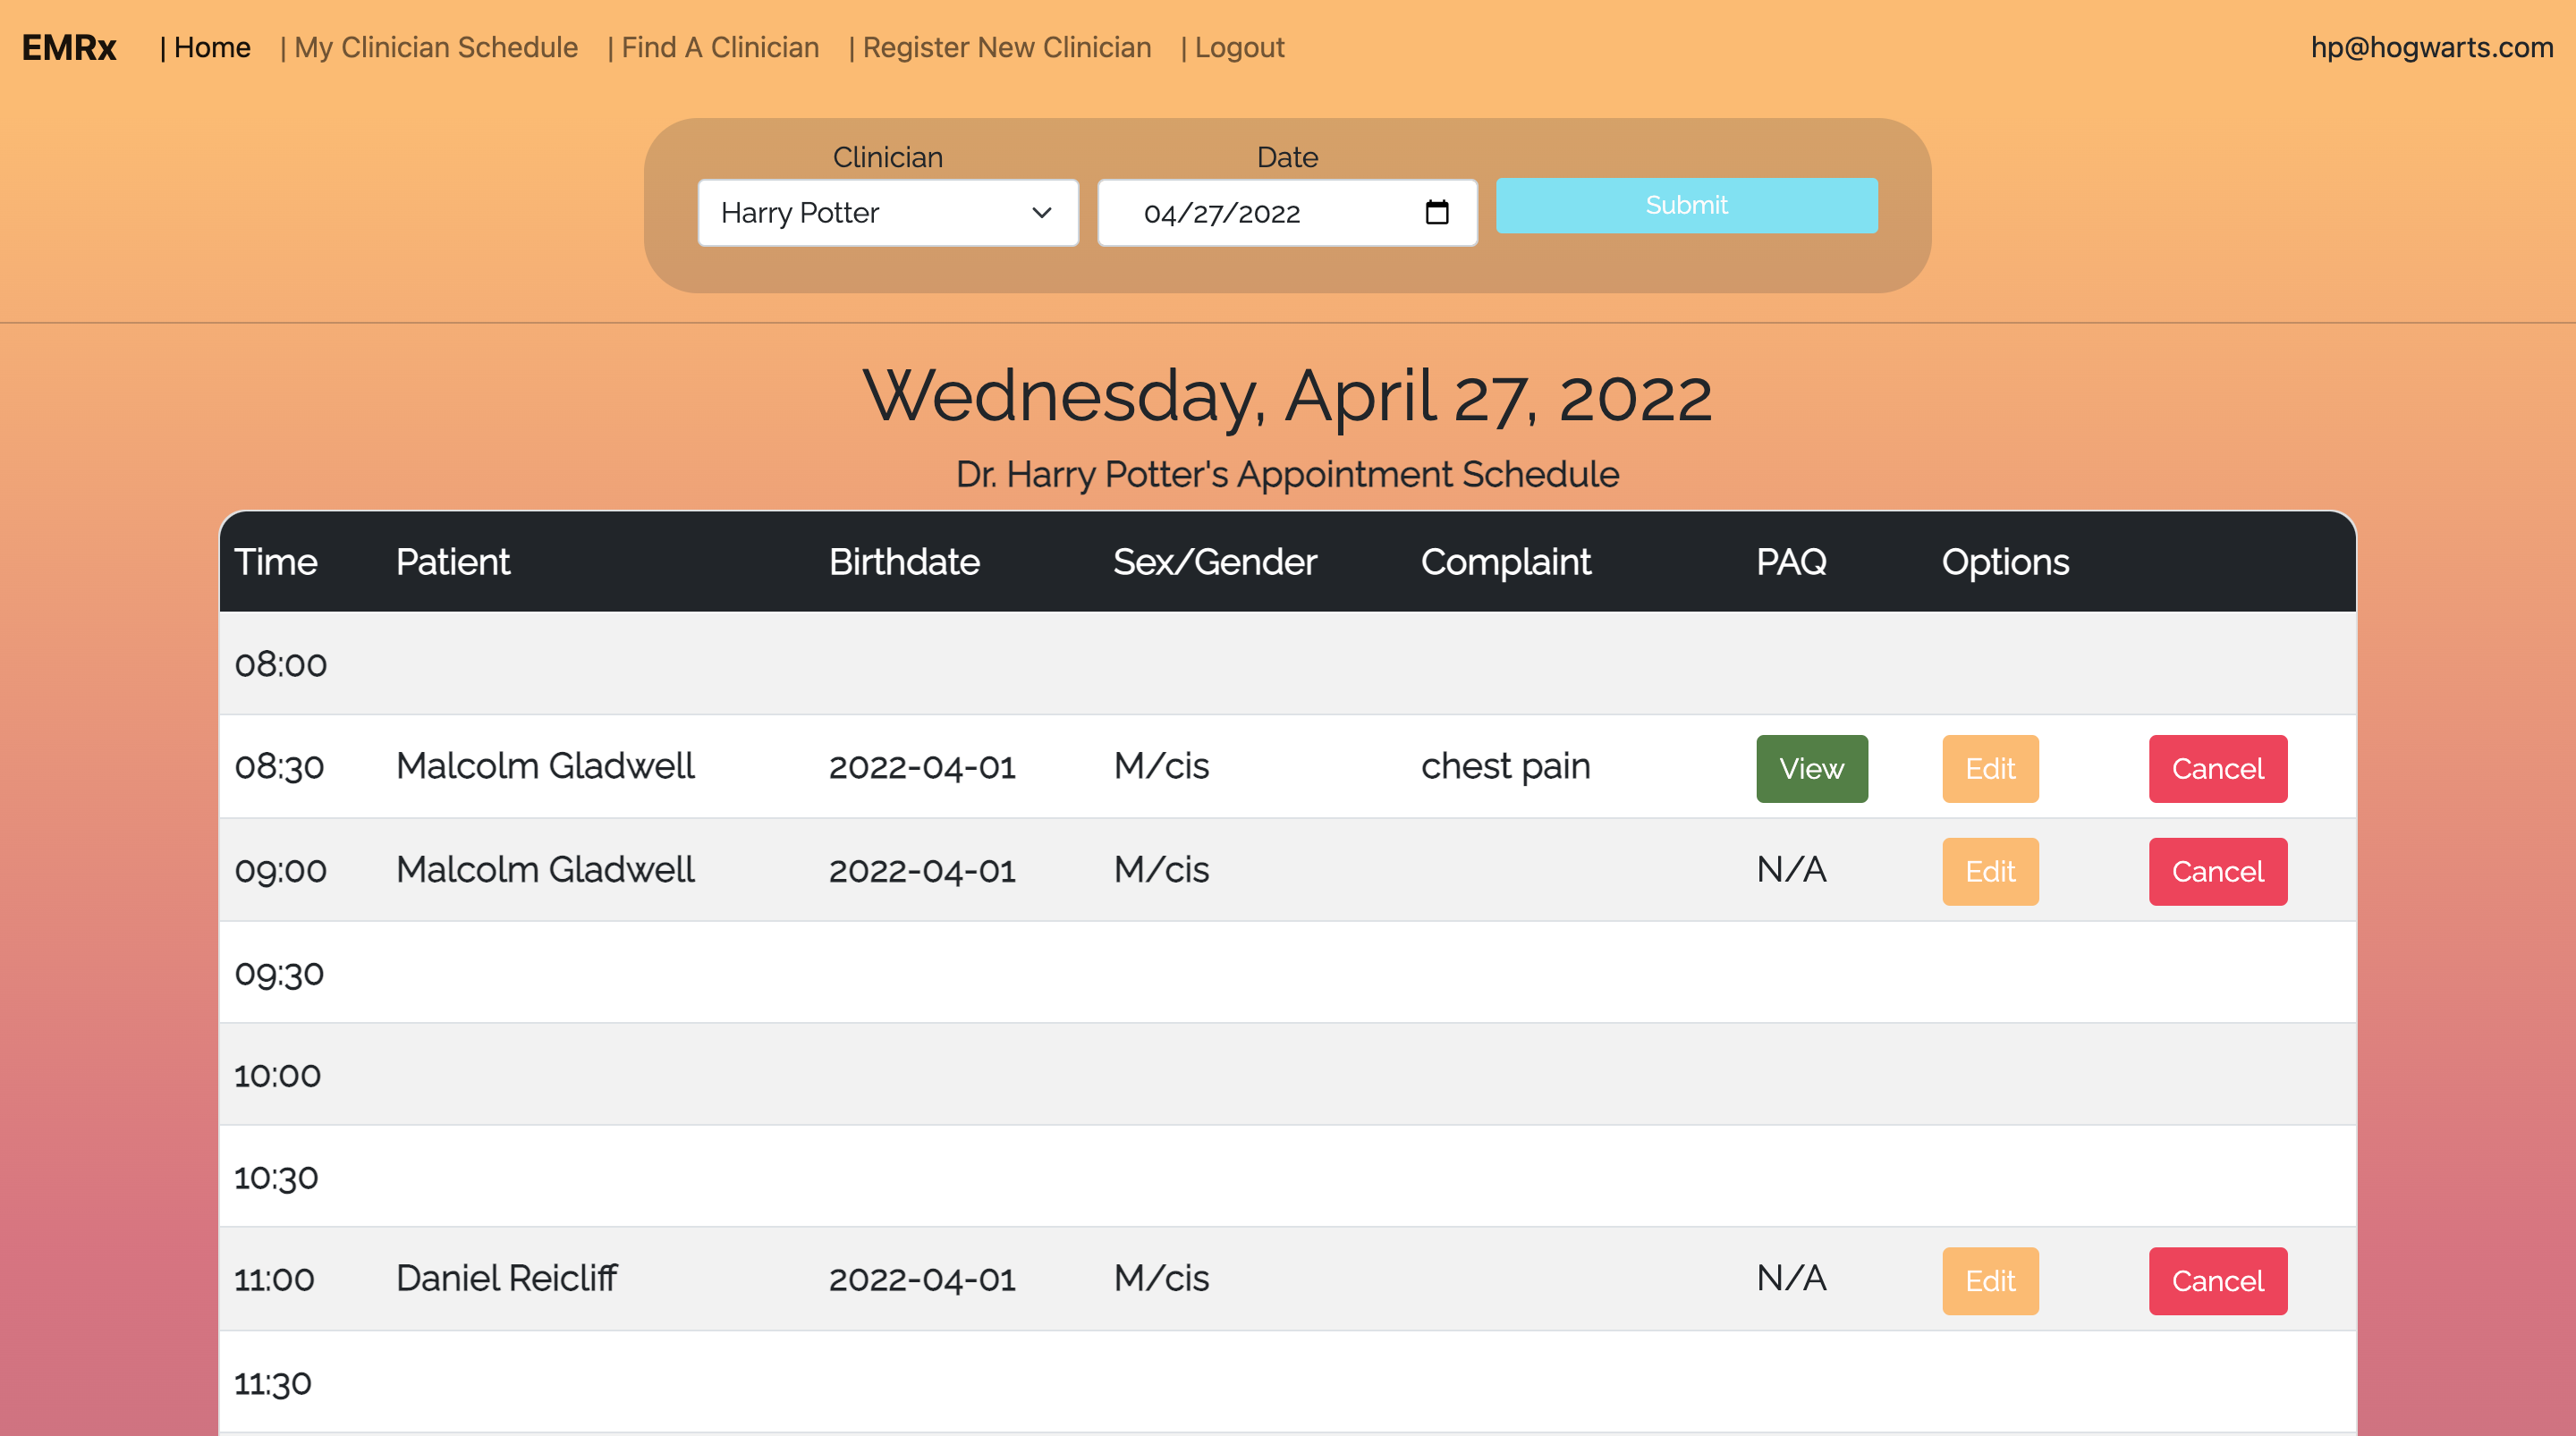 EMRx | Home | My Clinician Schedule | Find A Clinician | Register New Clinician | Logout hp@hogwarts.com
Clinician Date
Harry Potter 04/27/2022 Submit
Wednesday, April 27, 2022
Dr. Harry Potter's Appointment Schedule
Time Patient Birthdate Sex/Gender Complaint PAQ Options
08:00
08:30 Malcolm Gladwell 2022-04-01 M/cis chest pain View Edit Cancel
09:00 Malcolm Gladwell 2022-04-01 M/cis N/A Edit Cancel
09:30
10:00
10:30
11:00 Daniel Reicliff 2022-04-01 M/cis N/A Edit Cancel
11:30